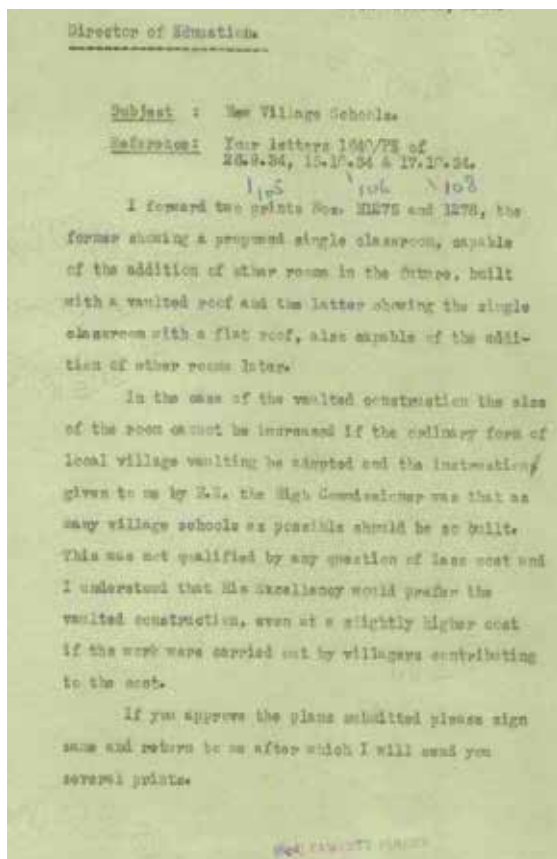 Director of Education.
Subject : New Village Schools.
Reference: Your letters 1640/PS of
26.9.34, 15.10.34 & 17.10.34.
105 106 108
I forward two prints Nos. and 1278, the
former showing a proposed single classroom, capable
of the addition of other room in the future, built
with a vaulted roof and the latter showing the single
classroom with a flat roof, also capable of the addi-
tion of other rooms later.
In the case of the vaulted construction the size
of the room cannot be increased if the ordinary form of
local village vaulting be adopted and the instruction
given to me by H.E. the High Commissioner was that as
many village schools as possible should be so built.
This was not qualified by any question of less cost and
I understand that His Excellency would prefer the
vaulted construction, even at a slightly higher cost
if the work were carried out by villagers contributing
to the cost.
If you approve the plans submitted please sign
same and return to me after which I will send you
several prints.